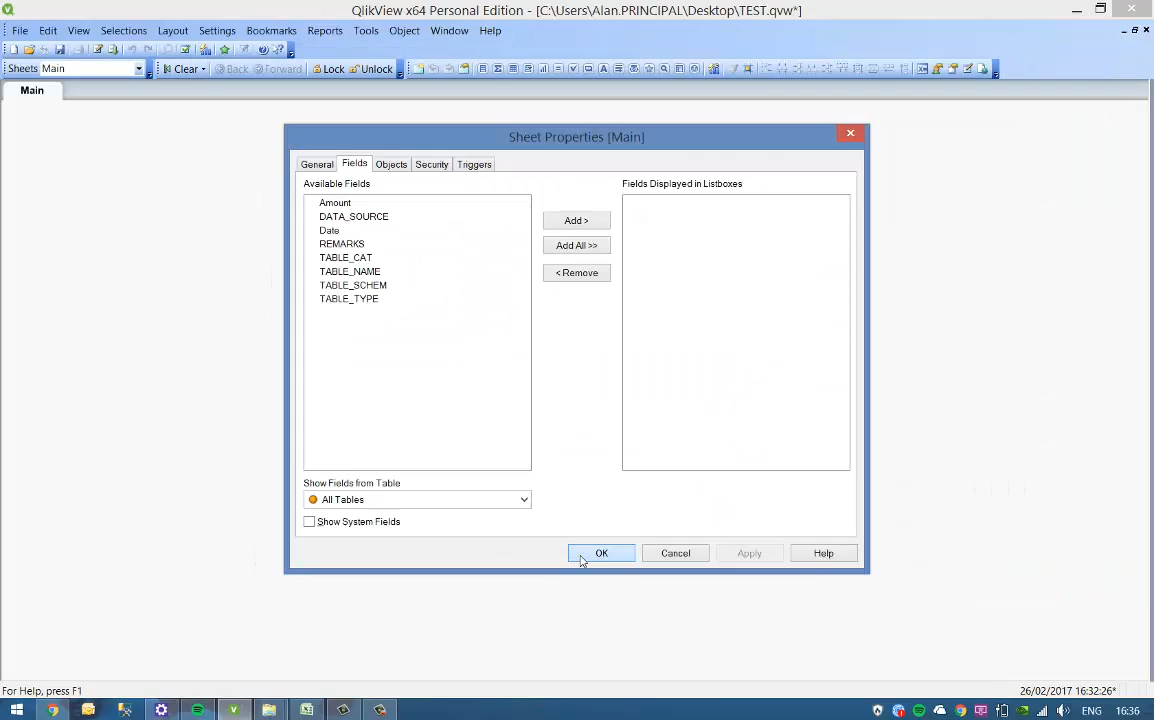 QlikView x64 Personal Edition - [C:\Users\Alan.PRINCIPAL\Desktop\TEST.qvw*]
File Edit View Selections Layout Settings Bookmarks Reports Tools Object Window Help
Sheets Main Clear Back Forward Lock Unlock
Main
Sheet Properties [Main]
General Fields Objects Security Triggers
Available Fields
Fields Displayed in Listboxes
Amount
DATA_SOURCE
Date
REMARKS
TABLE_CAT
TABLE_NAME
TABLE_SCHEM
TABLE_TYPE
Add >
Add All >>
< Remove
Show Fields from Table
All Tables
Show System Fields
OK Cancel Apply Help
For Help, press F1
26/02/2017 16:32:26*
ENG 16:36